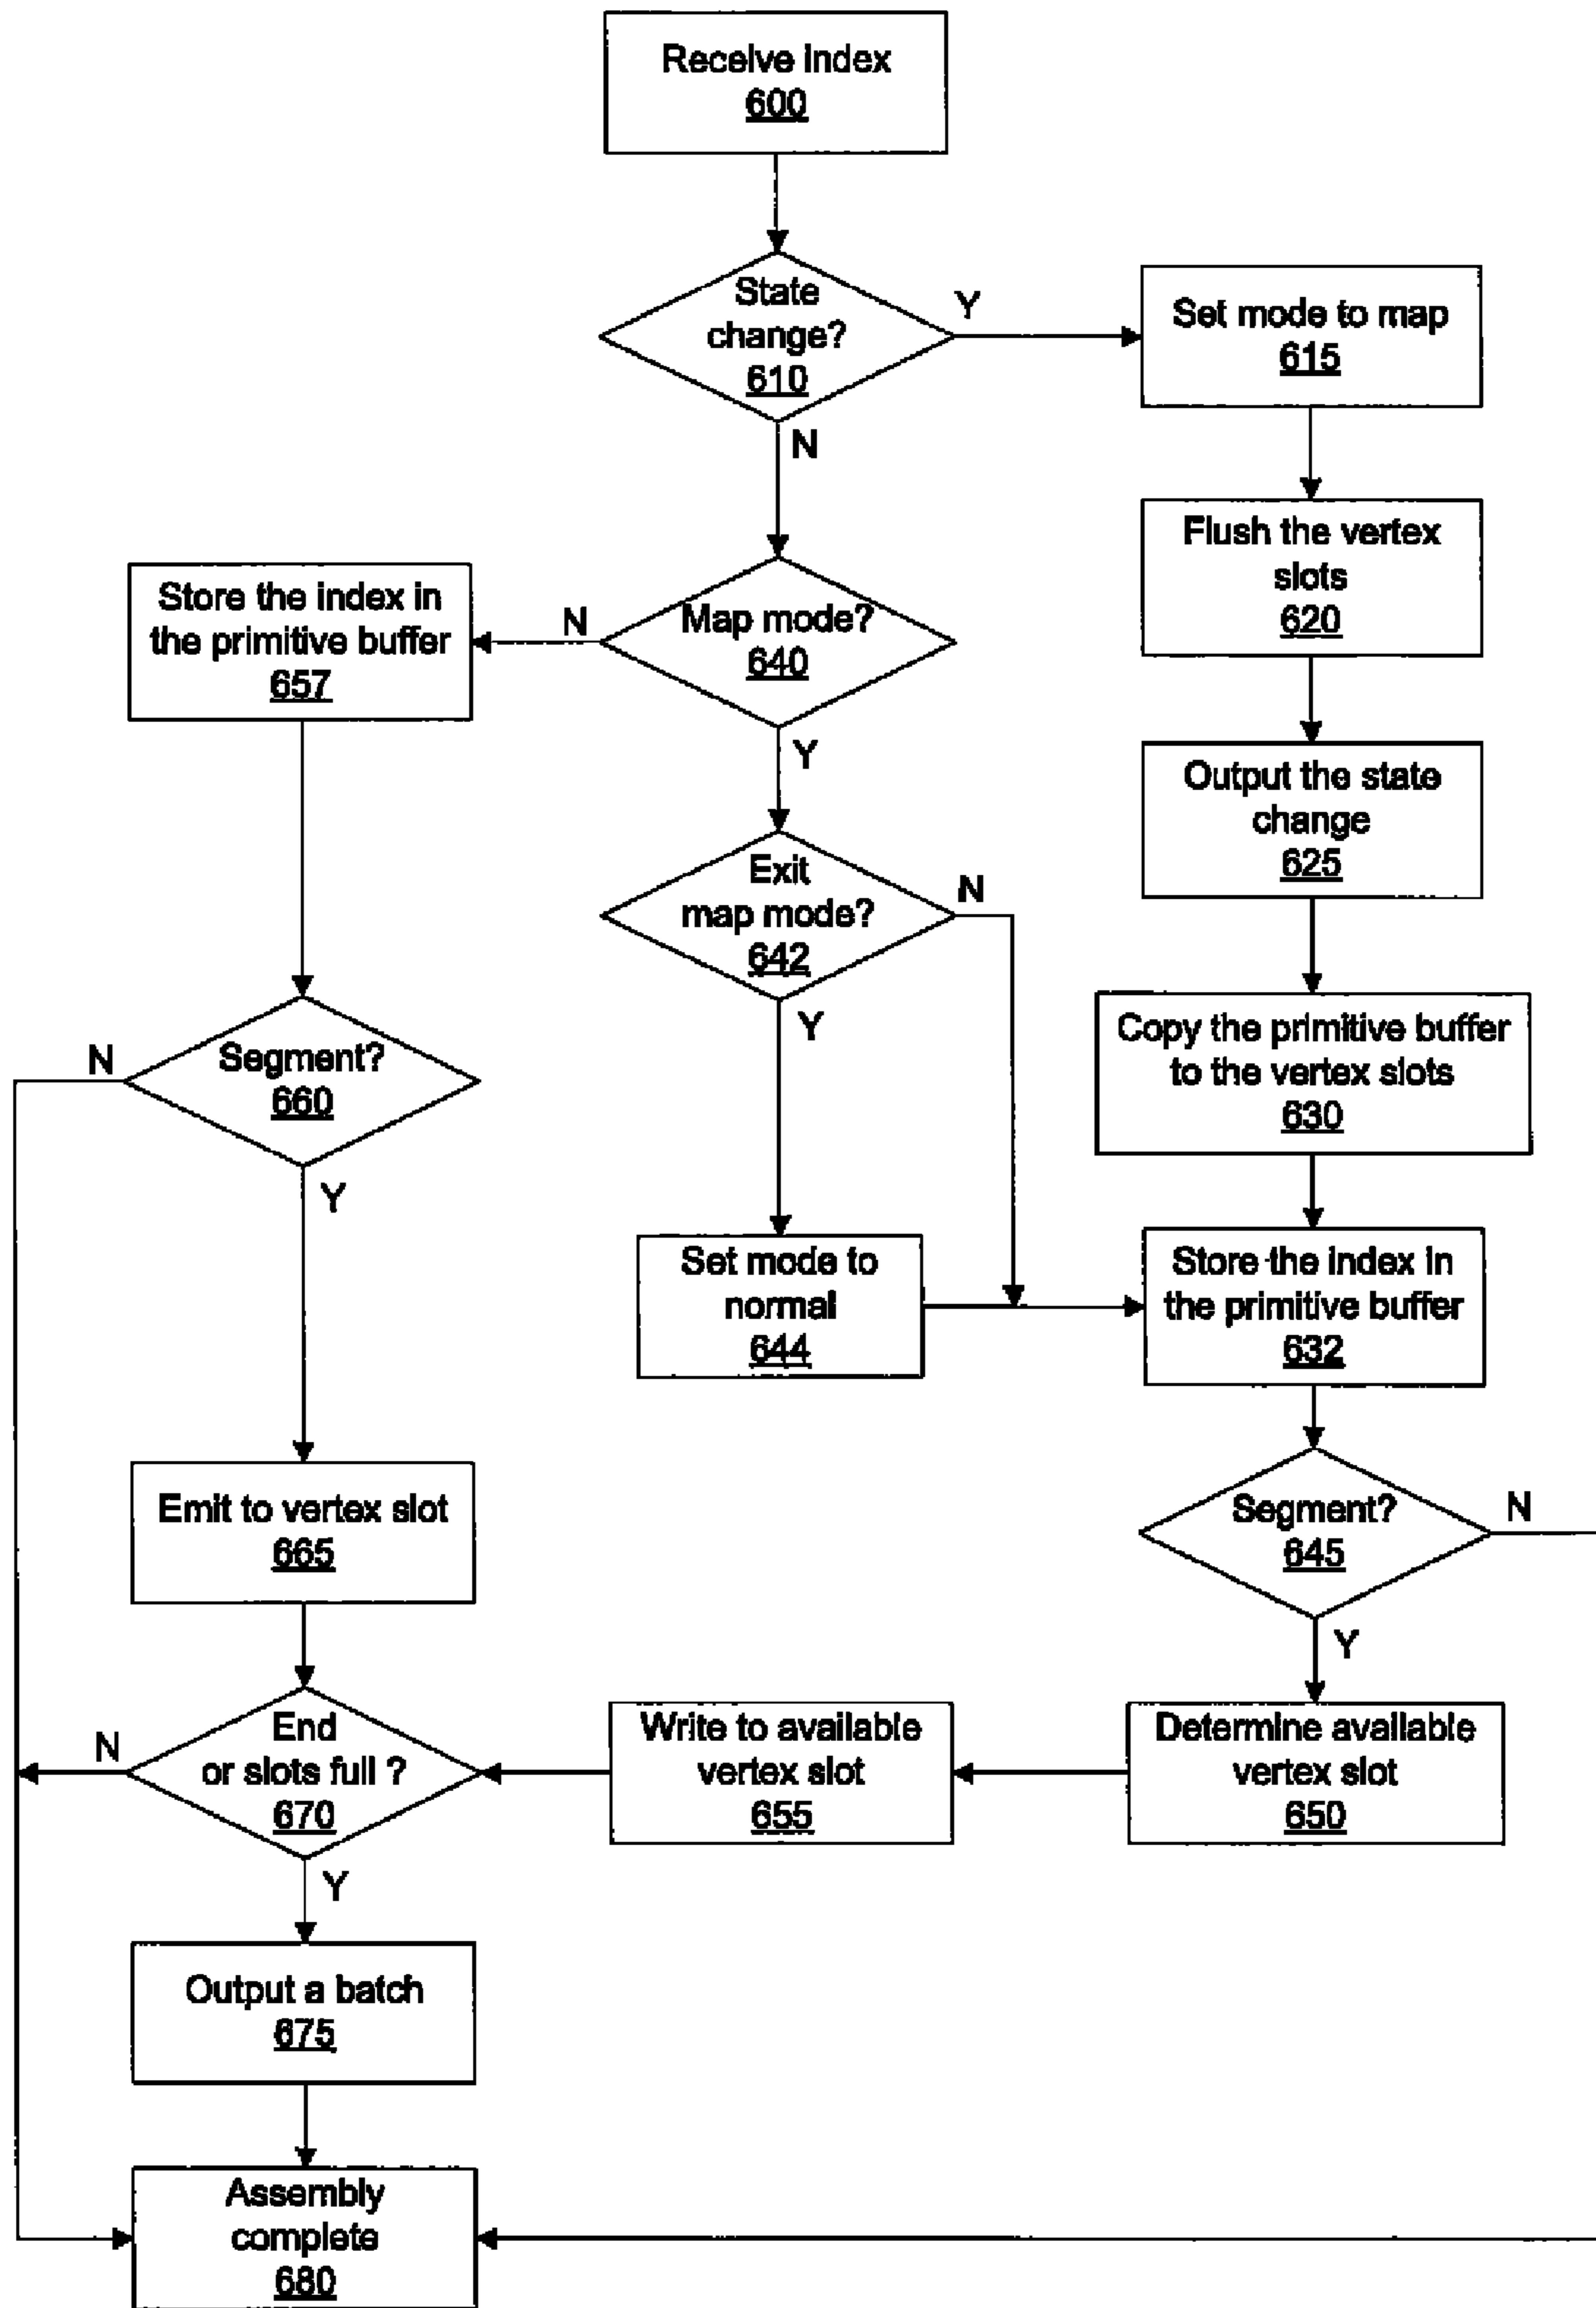 Receive index
600
State
change?
610
Y
Set mode to map
615
N
Flush the vertex
slots
620
Store the index in
the primitive buffer
657
N
Map mode?
640
Y
Output the state
change
625
Exit
map mode?
642
N
Y
Copy the primitive buffer
to the vertex slots
630
N
Segment?
660
Y
Set mode to
normal
644
Store the index in
the primitive buffer
632
Emit to vertex slot
665
Segment?
645
N
Y
End
or slots full ?
670
N
Y
Write to available
vertex slot
655
Determine available
vertex slot
650
Output a batch
675
Assembly
complete
680